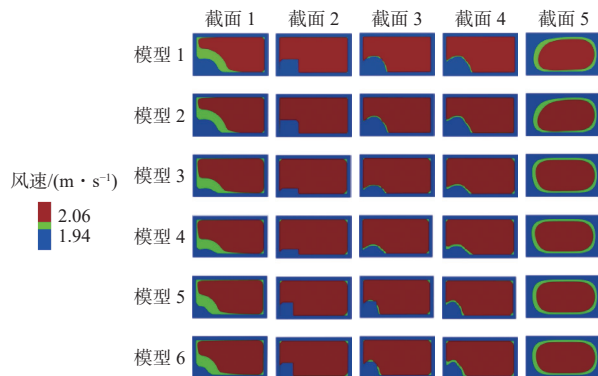 截面 1 截面 2 截面 3 截面 4 截面 5
模型 1
模型 2
模型 3
风速/(m · s⁻¹)
2.06
1.94
模型 4
模型 5
模型 6